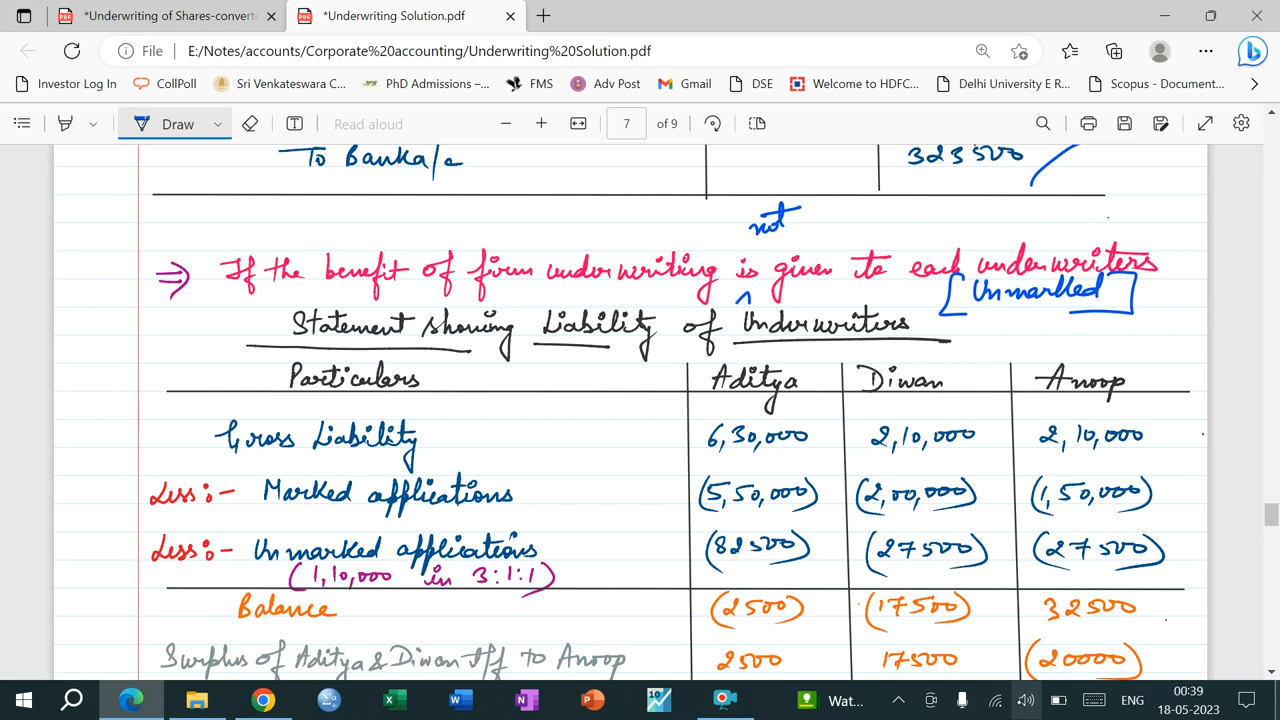 *Underwriting of Shares-converte
*Underwriting Solution.pdf
File E:/Notes/accounts/Corporate%20accounting/Underwriting%20Solution.pdf
Investor Log In CollPoll Sri Venkateswara C... PhD Admissions –... FMS Adv Post Gmail DSE Welcome to HDFC... Delhi University E R... Scopus - Document...
Draw Read aloud 7 of 9
To Bank a/c 323500
not
⇒ If the benefit of firm underwriting is ^ given to each underwriters
[Unmarked]
Statement showing Liability of Underwriters
Particulars Aditya Diwan Anoop
Gross Liability 6,30,000 2,10,000 2,10,000
Less:- Marked applications (5,50,000) (2,00,000) (1,50,000)
Less:- Unmarked applications (82500) (27500) (27500)
(1,10,000 in 3:1:1)
Balance (2500) (17500) 32500
Surplus of Aditya & Diwan tff to Anoop 2500 17500 (20000)
10
Wat... ENG 00:39
18-05-2023